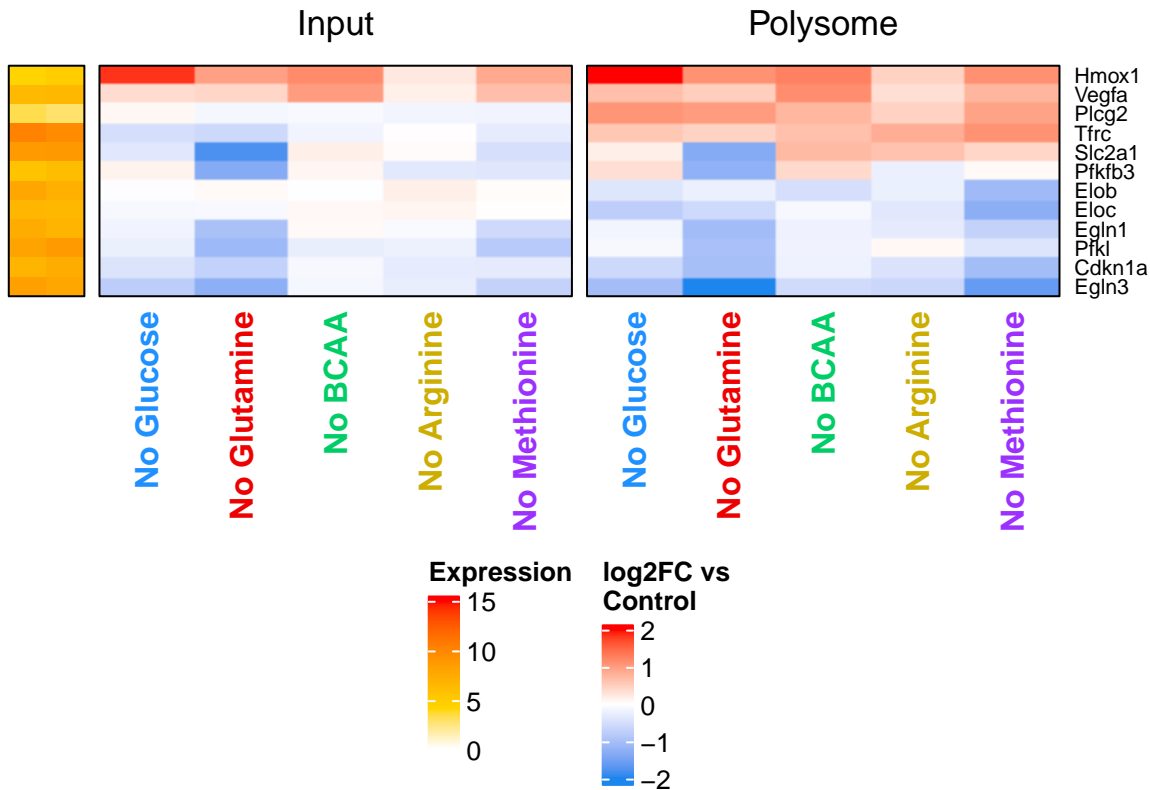 Input
Polysome
Hmox1
Vegfa
Plcg2
Tfrc
Slc2a1
Pfkfb3
Elob
Eloc
Egln1
Pfkl
Cdkn1a
Egln3
No Glucose
No Glutamine
No BCAA
No Arginine
No Methionine
No Glucose
No Glutamine
No BCAA
No Arginine
No Methionine
Expression
15
10
5
0
log2FC vs
Control
2
1
0
−1
−2